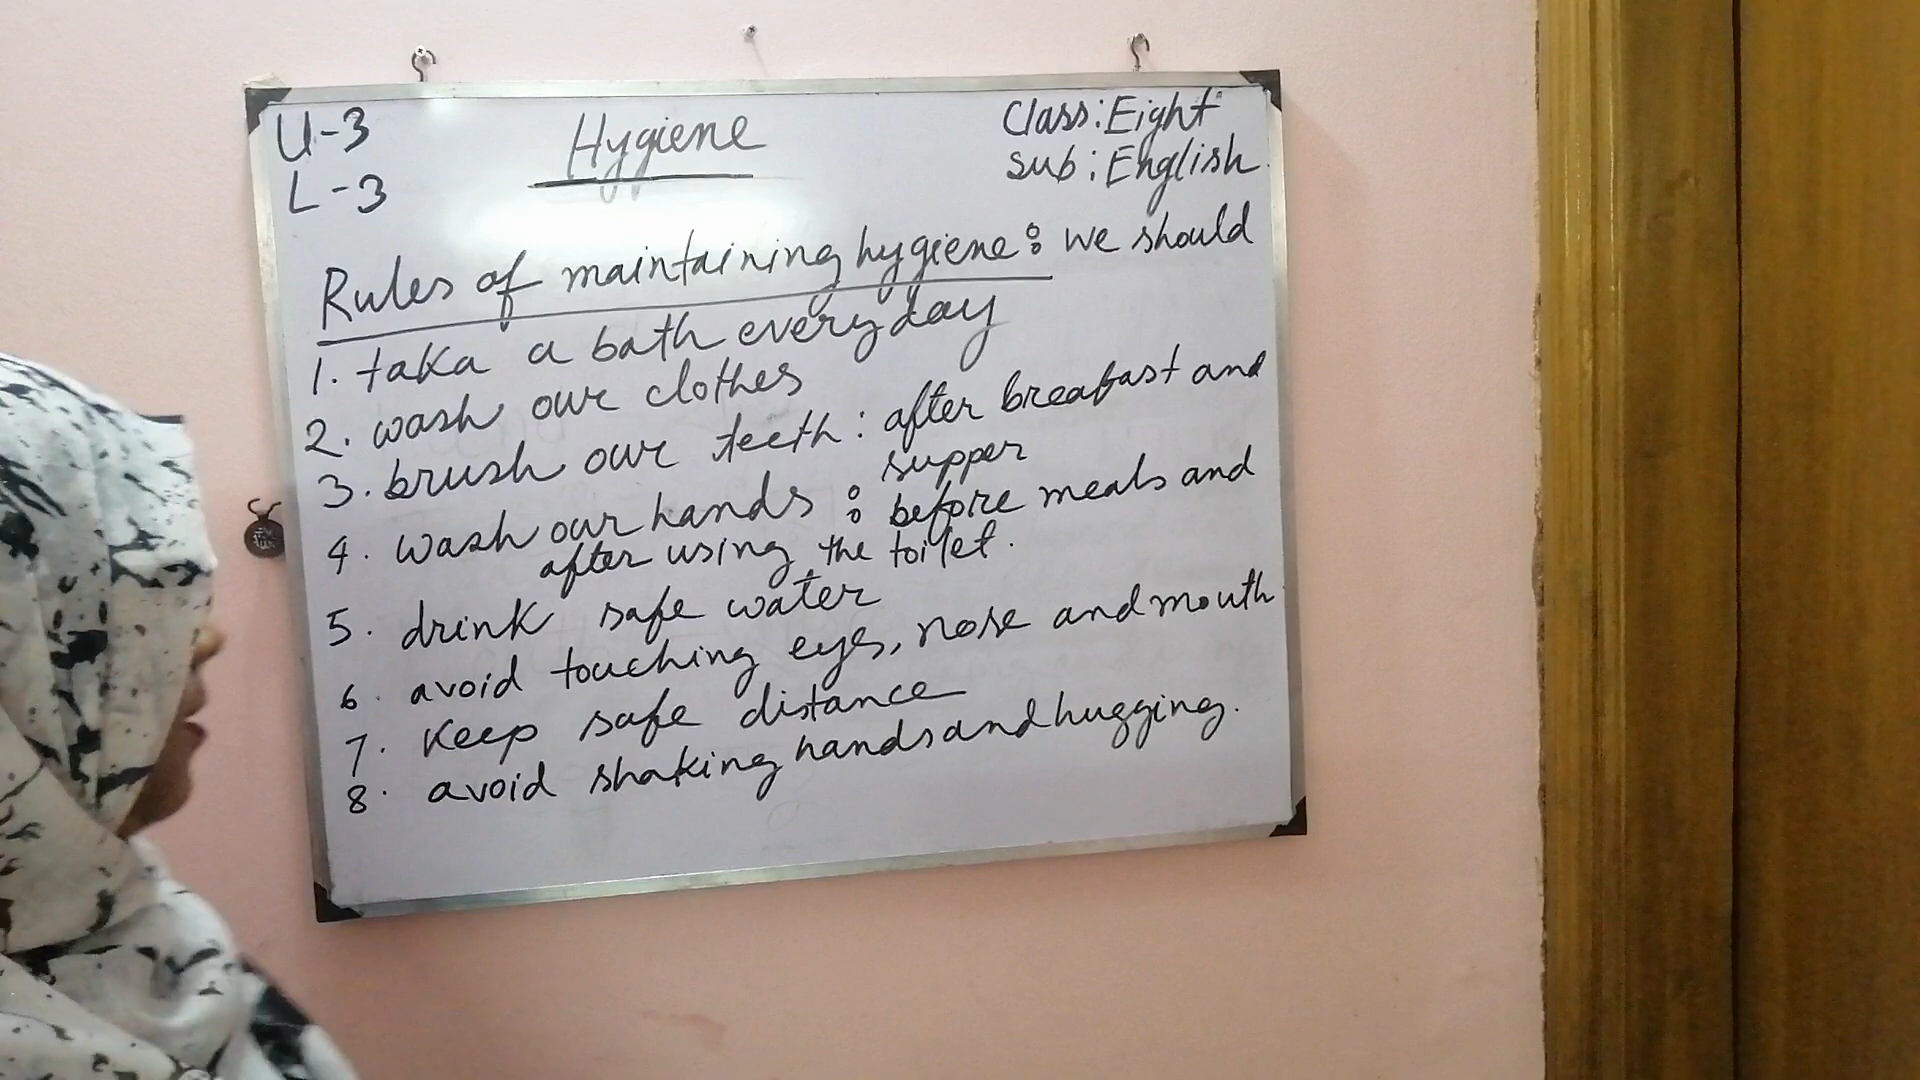 U-3
Hygiene
Class: Eight
L-3
Sub: English
Rules of maintaining hygiene: we should
1. taka a bath everyday
2. wash our clothes
3. brush our teeth: after breafast and
supper
4. wash our hands: before meals and
after using the toilet.
5. drink safe water
6. avoid touching eyes, nose and mouth
7. Keep safe distance
8. avoid shaking hands and hugging.